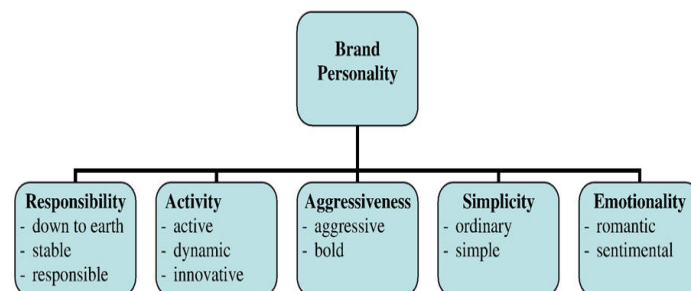 Brand
Personality
Responsibility
- down to earth
- stable
- responsible
Activity
- active
- dynamic
- innovative
Aggressiveness
- aggressive
- bold
Simplicity
- ordinary
- simple
Emotionality
- romantic
- sentimental